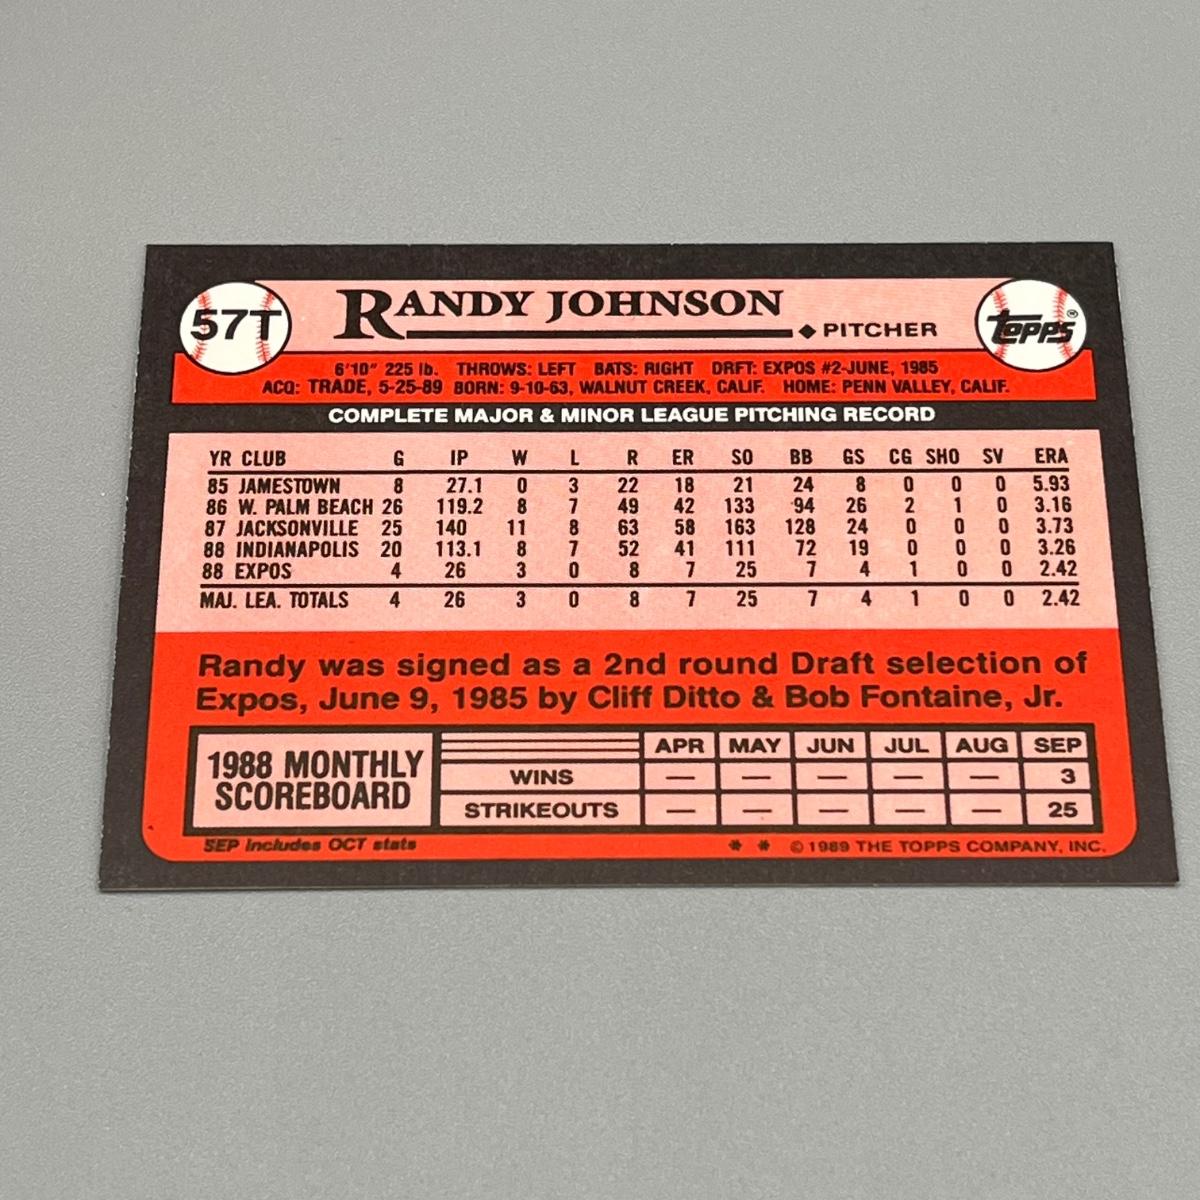 57T
RANDY JOHNSON
◆ PITCHER
TOPPS®
6'10" 225 lb. THROWS: LEFT BATS: RIGHT DRFT: EXPOS #2-JUNE, 1985
ACQ: TRADE, 5-25-89 BORN: 9-10-63, WALNUT CREEK, CALIF. HOME: PENN VALLEY, CALIF.
COMPLETE MAJOR & MINOR LEAGUE PITCHING RECORD
YR CLUB G IP W L R ER SO BB GS CG SHO SV ERA
85 JAMESTOWN 8 27.1 0 3 22 18 21 24 8 0 0 0 5.93
86 W. PALM BEACH 26 119.2 8 7 49 42 133 94 26 2 1 0 3.16
87 JACKSONVILLE 25 140 11 8 63 58 163 128 24 0 0 0 3.73
88 INDIANAPOLIS 20 113.1 8 7 52 41 111 72 19 0 0 0 3.26
88 EXPOS 4 26 3 0 8 7 25 7 4 1 0 0 2.42
MAJ. LEA. TOTALS 4 26 3 0 8 7 25 7 4 1 0 0 2.42
Randy was signed as a 2nd round Draft selection of
Expos, June 9, 1985 by Cliff Ditto & Bob Fontaine, Jr.
1988 MONTHLY
SCOREBOARD
APR MAY JUN JUL AUG SEP
WINS — — — — — 3
STRIKEOUTS — — — — — 25
SEP includes OCT stats
* * © 1989 THE TOPPS COMPANY, INC.